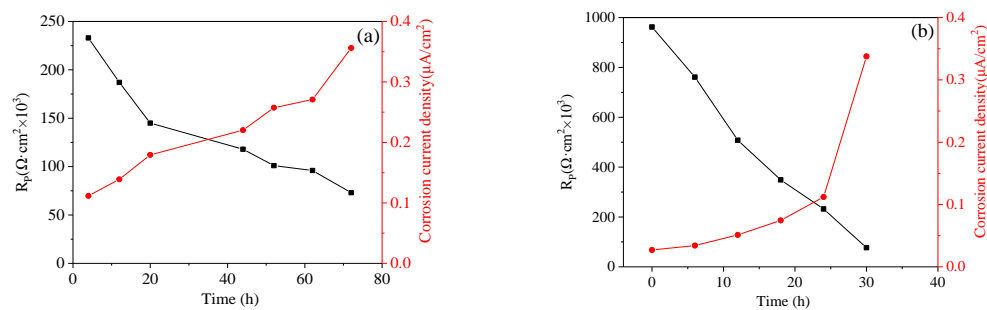 (a)
250
200
150
100
50
0
R_P(Ω·cm²×10³)
0 20 40 60 80
Time (h)
0.4
0.3
0.2
0.1
0.0
Corrosion current density(μA/cm²)
(b)
1000
800
600
400
200
0
R_P(Ω·cm²×10³)
0 10 20 30 40
Time (h)
0.4
0.3
0.2
0.1
0.0
Corrosion current density(μA/cm²)